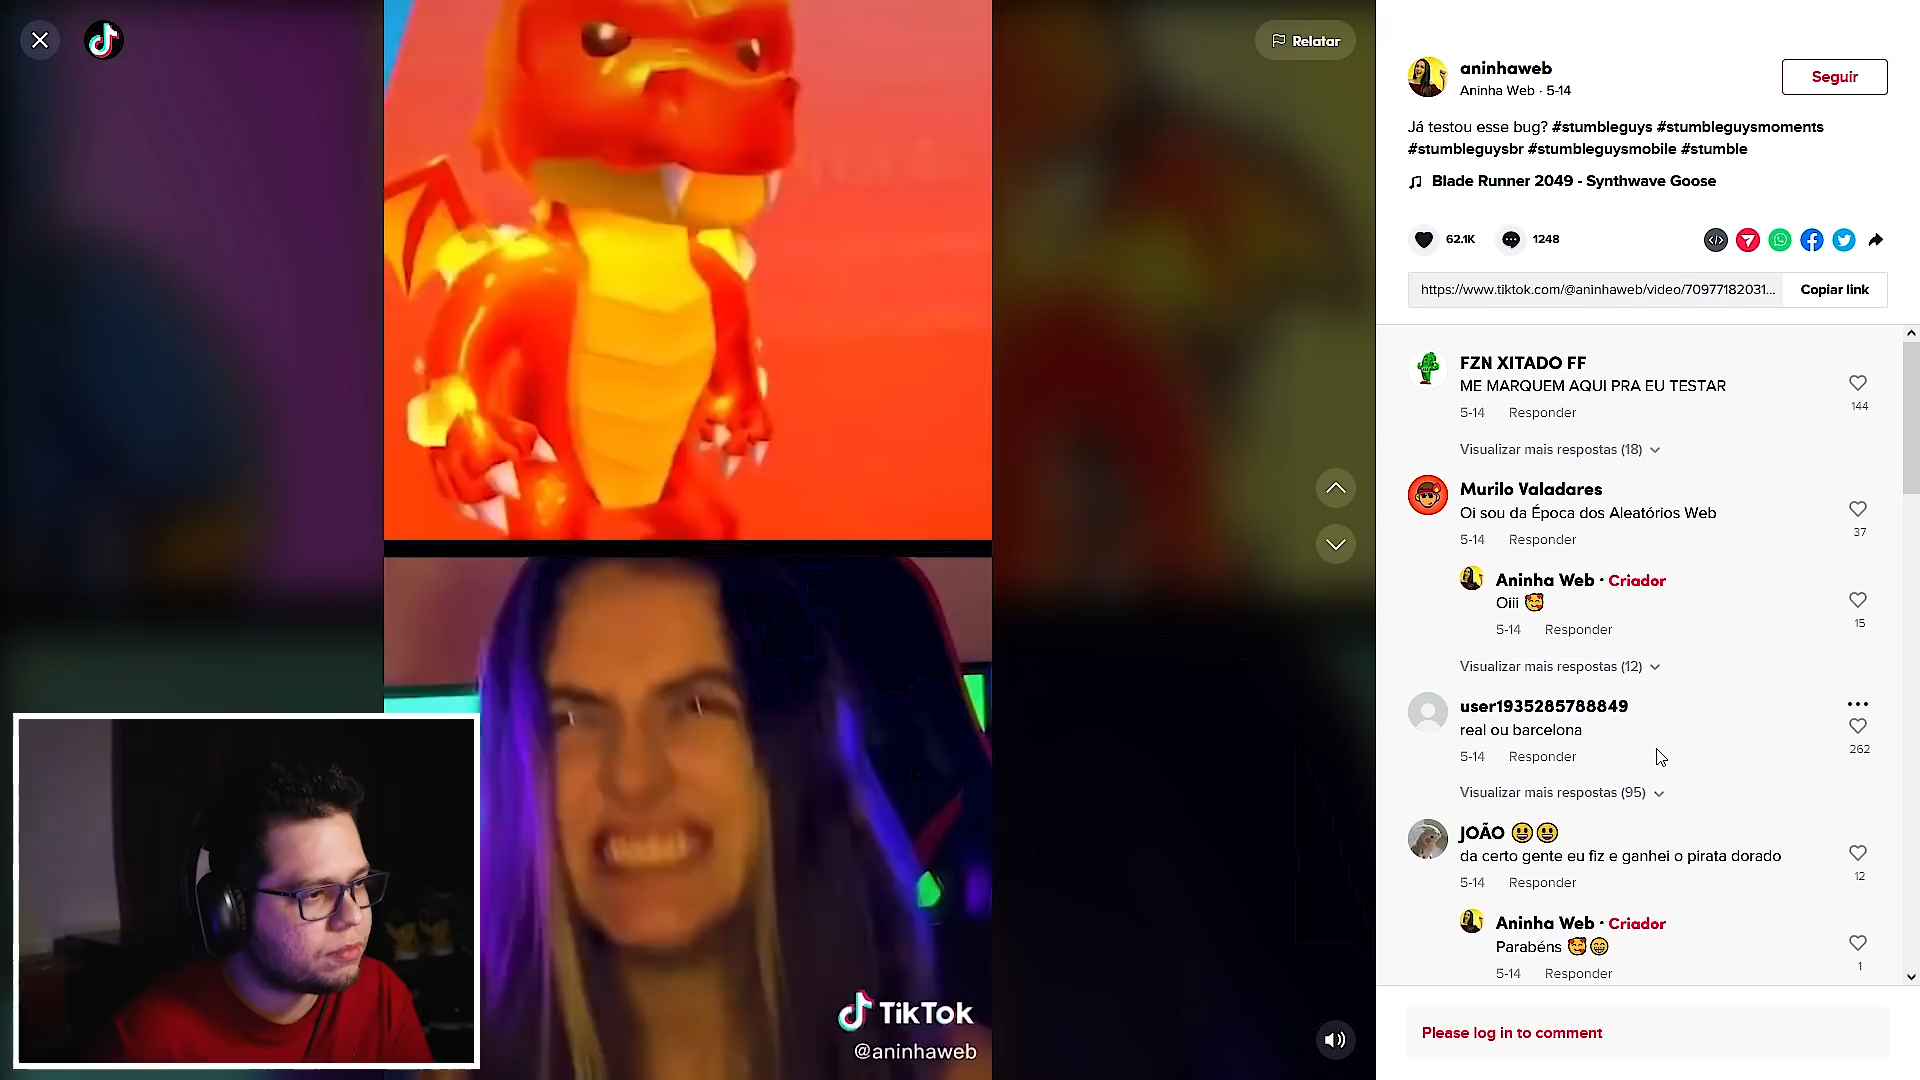 Relatar
TikTok
@aninhaweb
aninhaweb
Aninha Web · 5-14
Seguir
Já testou esse bug? #stumbleguys #stumbleguysmoments
#stumbleguysbr #stumbleguysmobile #stumble
Blade Runner 2049 - Synthwave Goose
62.1K
1248
https://www.tiktok.com/@aninhaweb/video/70977182031...
Copiar link
FZN XITADO FF
ME MARQUEM AQUI PRA EU TESTAR
5-14 Responder
144
Visualizar mais respostas (18)
Murilo Valadares
Oi sou da Época dos Aleatórios Web
5-14 Responder
37
Aninha Web · Criador
Oiii 🥰
5-14 Responder
15
Visualizar mais respostas (12)
user1935285788849
real ou barcelona
5-14 Responder
262
Visualizar mais respostas (95)
JOÃO 😀😀
da certo gente eu fiz e ganhei o pirata dorado
5-14 Responder
12
Aninha Web · Criador
Parabéns 🥰😁
5-14 Responder
1
Please log in to comment